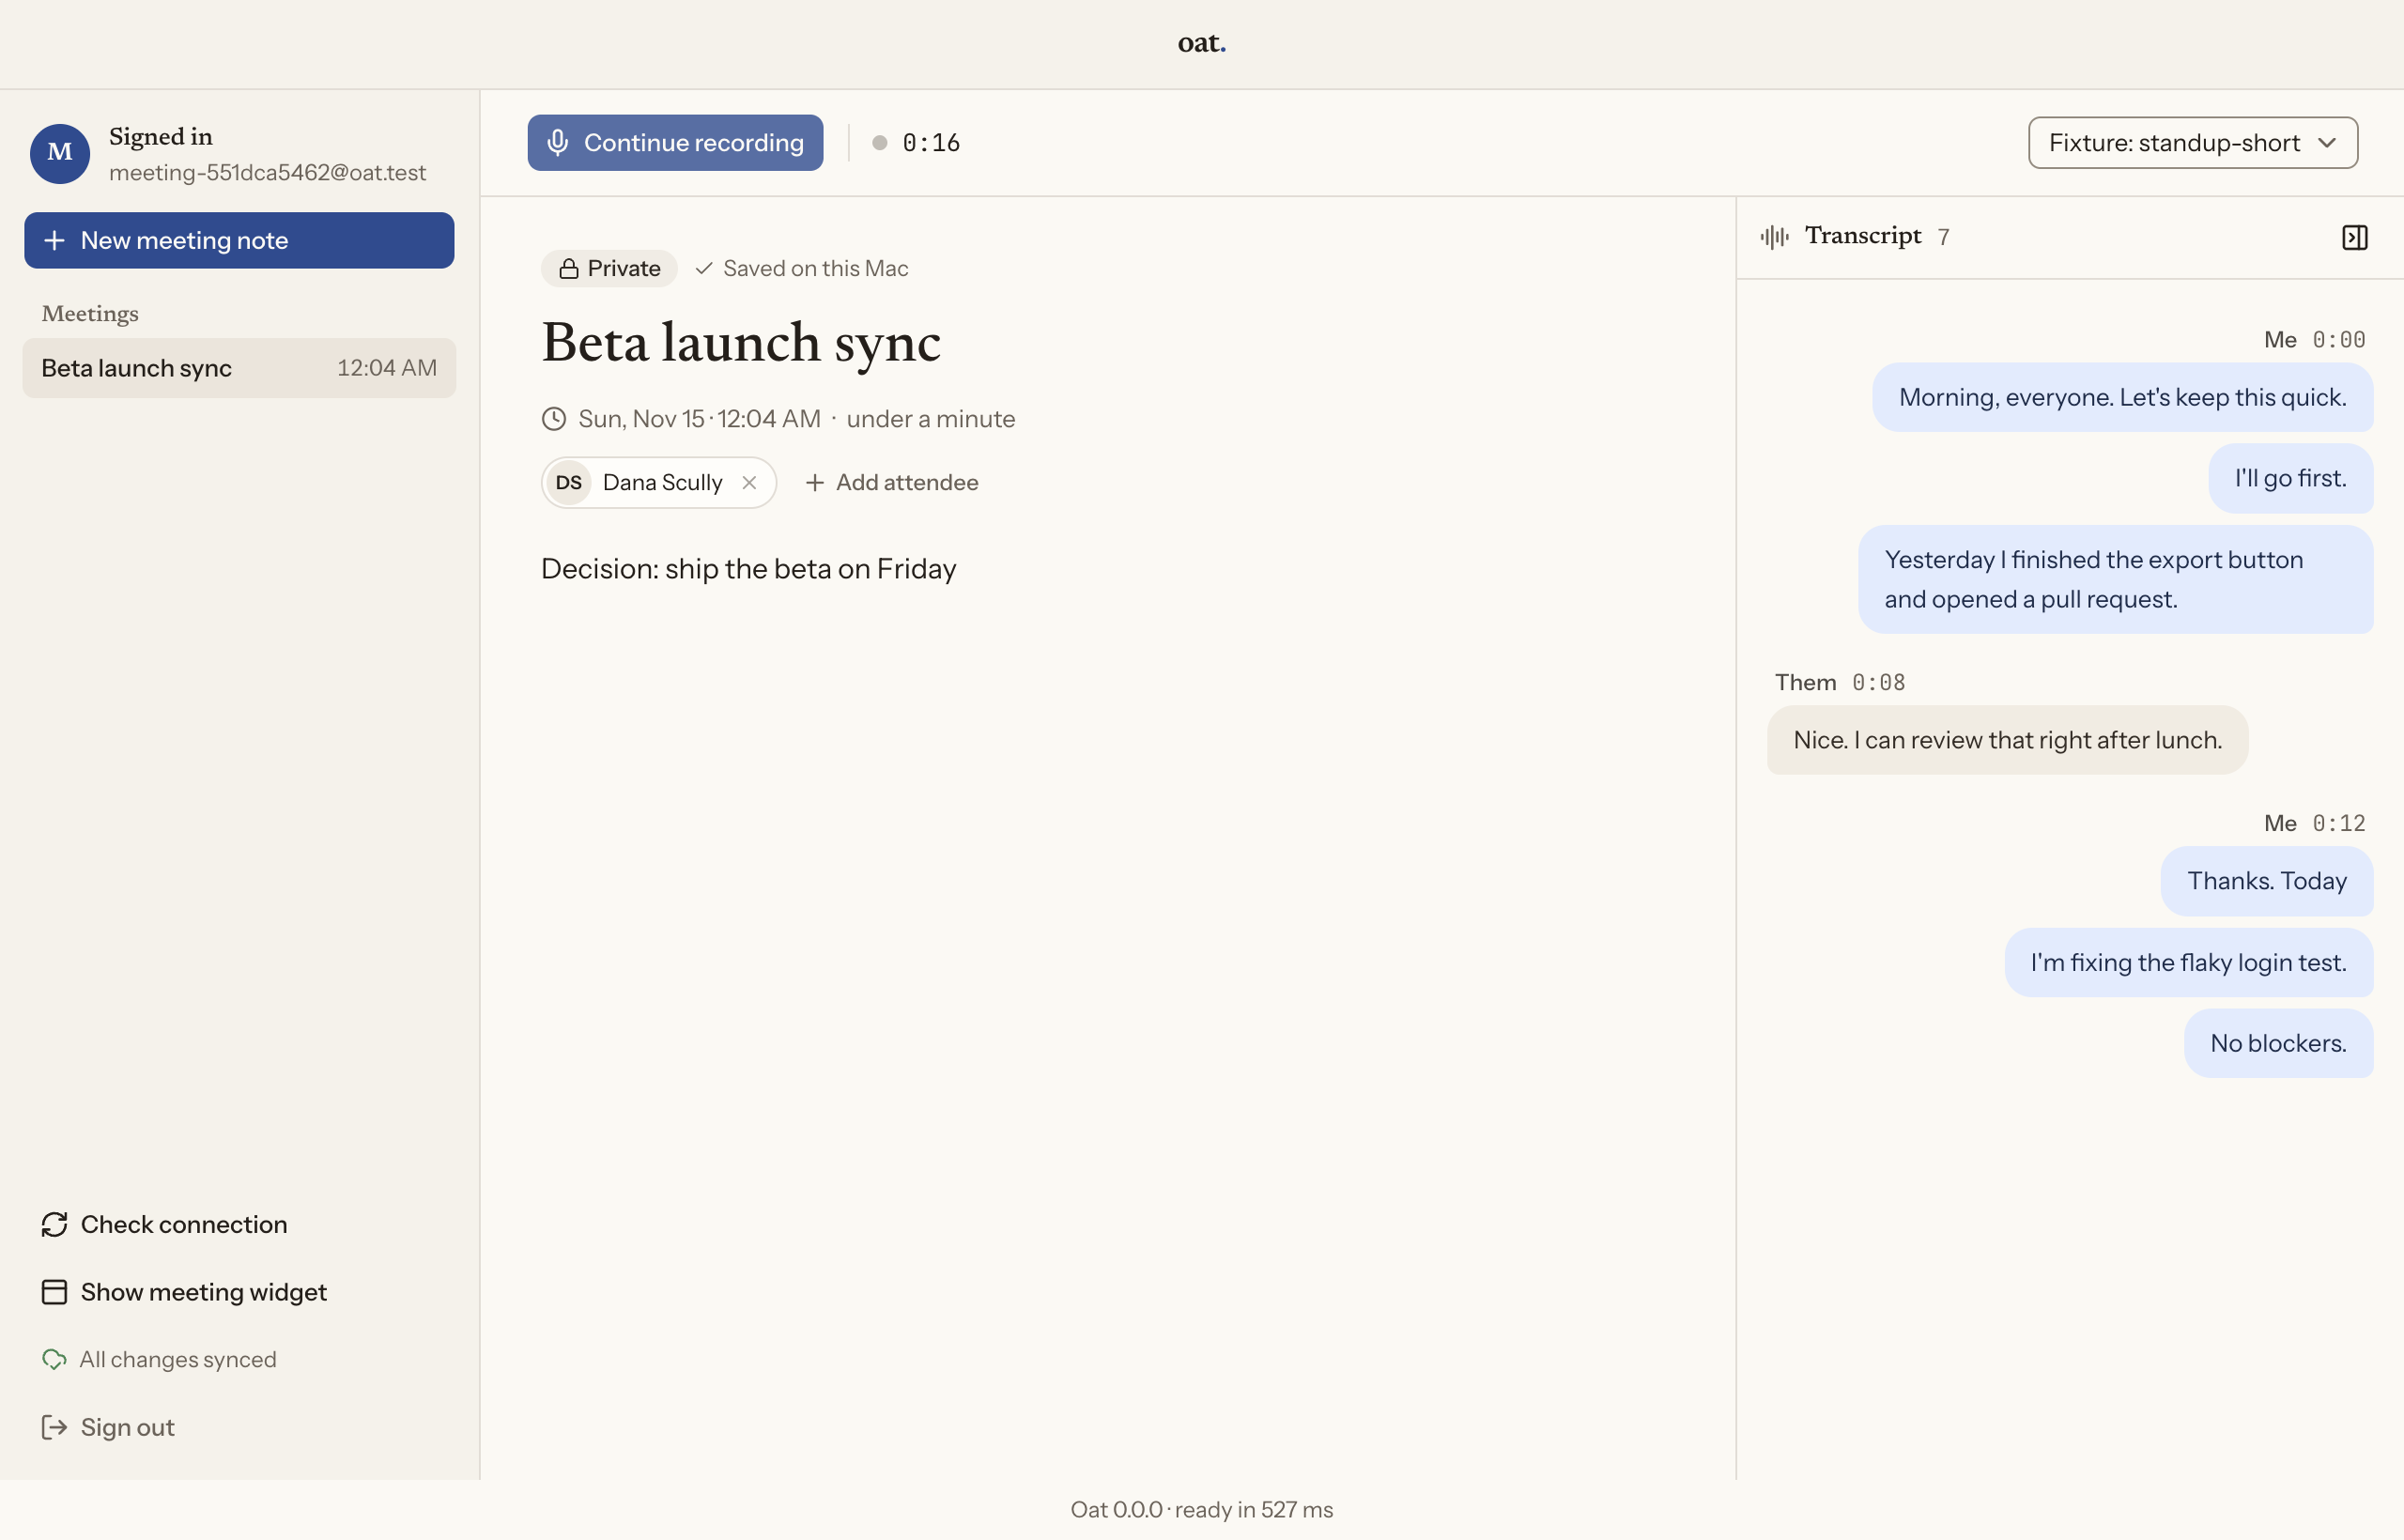 oat.
M
Signed in
meeting-551dca5462@oat.test
New meeting note
Meetings
Beta launch sync 12:04 AM
Check connection
Show meeting widget
All changes synced
Sign out
Continue recording
0:16
Fixture: standup-short
Private
Saved on this Mac
Beta launch sync
Sun, Nov 15 · 12:04 AM · under a minute
DS Dana Scully
Add attendee
Decision: ship the beta on Friday
Transcript 7
Me 0:00
Morning, everyone. Let's keep this quick.
I'll go first.
Yesterday I finished the export button
and opened a pull request.
Them 0:08
Nice. I can review that right after lunch.
Me 0:12
Thanks. Today
I'm fixing the flaky login test.
No blockers.
Oat 0.0.0 · ready in 527 ms